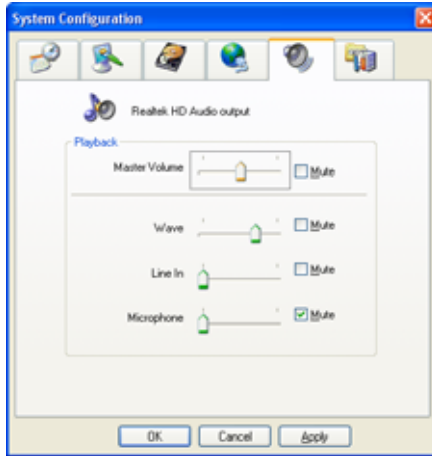 System Configuration
Realtek HD Audio output
Playback
Master Volume Mute
Wave Mute
Line In Mute
Microphone Mute
OK Cancel Apply